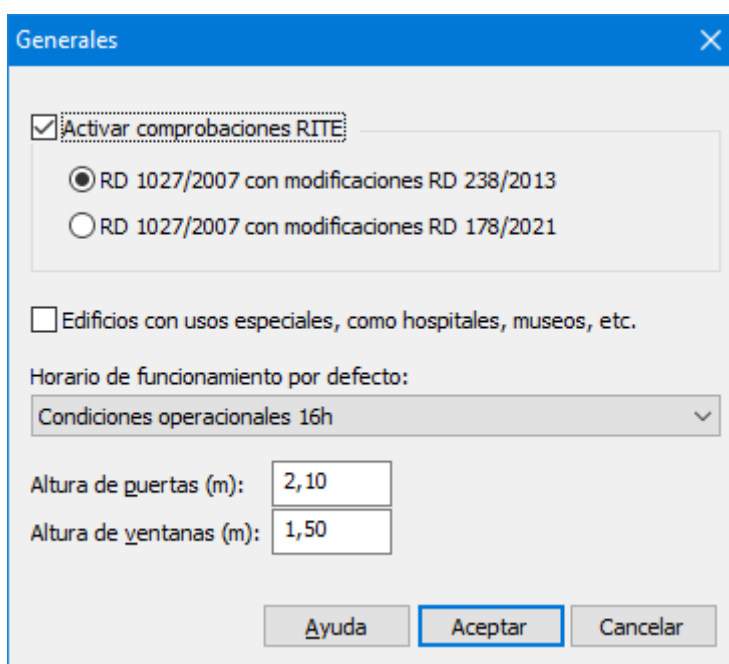 Generales
Activar comprobaciones RITE
RD 1027/2007 con modificaciones RD 238/2013
RD 1027/2007 con modificaciones RD 178/2021
Edificios con usos especiales, como hospitales, museos, etc.
Horario de funcionamiento por defecto:
Condiciones operacionales 16h
Altura de puertas (m): 2,10
Altura de ventanas (m): 1,50
Ayuda Aceptar Cancelar